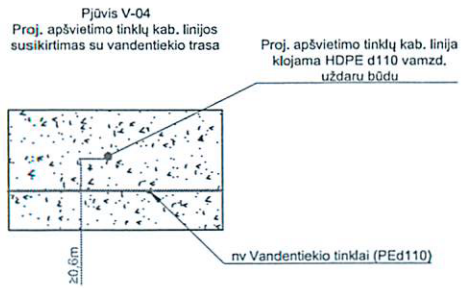 Pjūvis V-04
Proj. apšvietimo tinklų kab. linijos
susikirtimas su vandentiekio trasa
Proj. apšvietimo tinklų kab. linija
klojama HDPE d110 vamzd.
uždaru būdu
≥0,6m
nv Vandentiekio tinklai (PEd110)